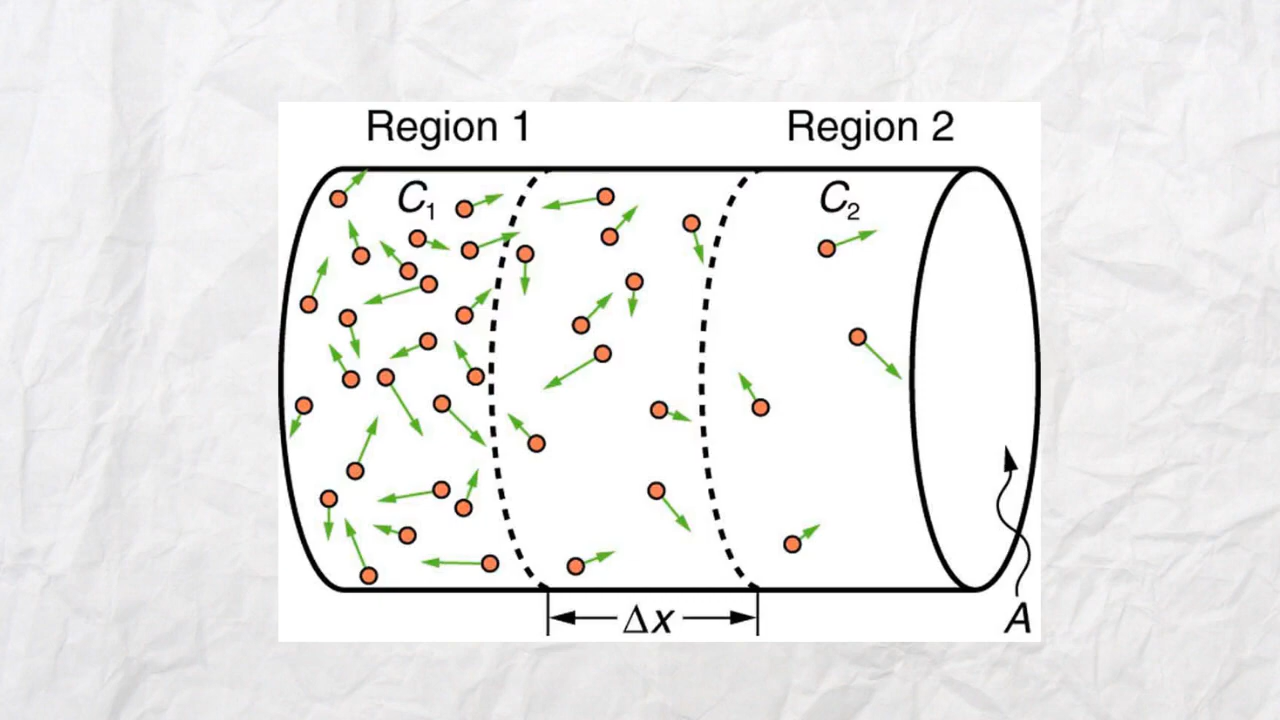 Region 1 Region 2
C₁ C₂
Δx
A